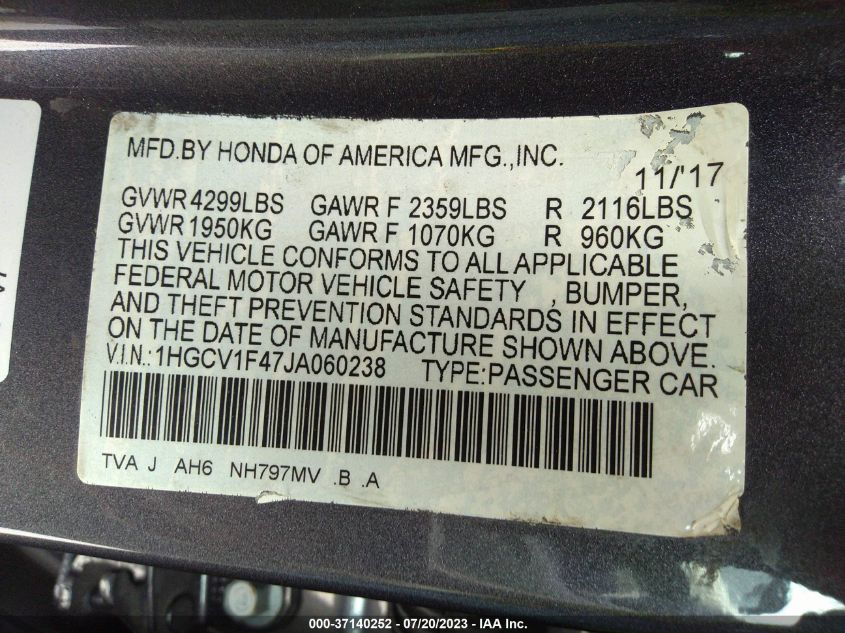 MFD.BY HONDA OF AMERICA MFG.,INC.
11/'17
GVWR 4299LBS GAWR F 2359LBS R 2116LBS
GVWR 1950KG GAWR F 1070KG R 960KG
THIS VEHICLE CONFORMS TO ALL APPLICABLE
FEDERAL MOTOR VEHICLE SAFETY , BUMPER,
AND THEFT PREVENTION STANDARDS IN EFFECT
ON THE DATE OF MANUFACTURE SHOWN ABOVE.
V.I.N.:1HGCV1F47JA060238 TYPE:PASSENGER CAR
TVA J AH6 NH797MV .B .A
000-37140252 - 07/20/2023 - IAA Inc.